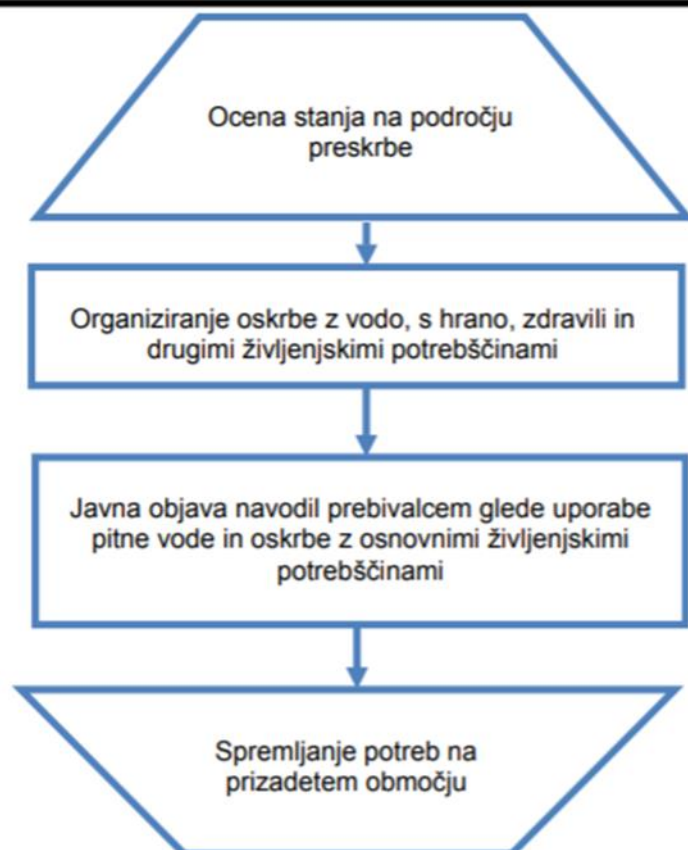 Ocena stanja na področju
preskrbe
Organiziranje oskrbe z vodo, s hrano, zdravili in
drugimi življenjskimi potrebščinami
Javna objava navodil prebivalcem glede uporabe
pitne vode in oskrbe z osnovnimi življenjskimi
potrebščinami
Spremljanje potreb na
prizadetem območju